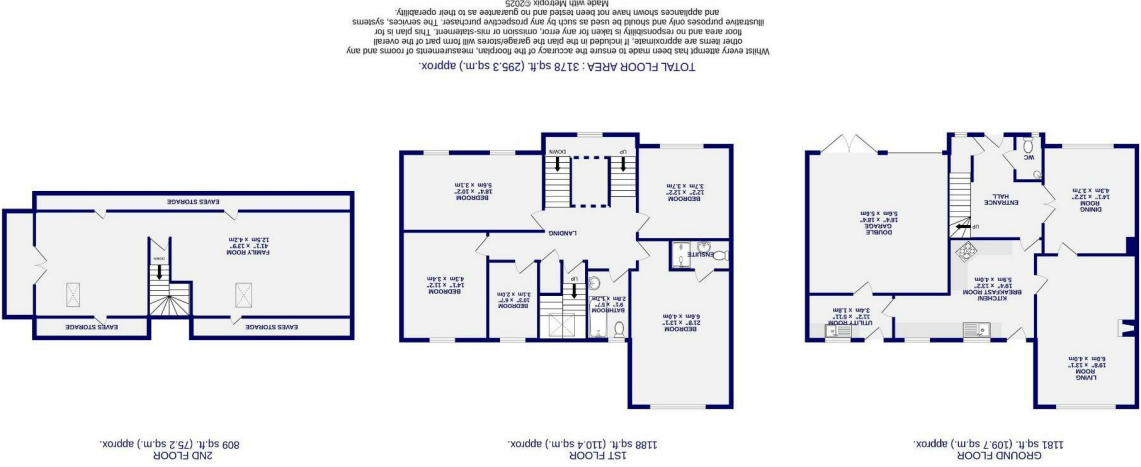 GROUND FLOOR
1181 sq.ft. (109.7 sq.m.) approx.
LIVING
ROOM
19'8" x 13'1"
6.0m x 4.0m
KITCHEN/
BREAKFAST ROOM
19'4" x 13'2"
5.9m x 4.0m
UTILITY ROOM
11'2" x 5'11"
3.4m x 1.8m
DINING
ROOM
14'1" x 12'2"
4.3m x 3.7m
ENTRANCE
HALL
UP
WC
DOUBLE
GARAGE
18'4" x 18'4"
5.6m x 5.6m
1ST FLOOR
1188 sq.ft. (110.4 sq.m.) approx.
BEDROOM
21'8" x 13'1"
6.6m x 4.0m
BATHROOM
9'1" x 5'7"
2.8m x 1.7m
UP
BEDROOM
10'3" x 6'7"
3.1m x 2.0m
BEDROOM
14'1" x 11'2"
4.3m x 3.4m
ENSUITE
LANDING
BEDROOM
12'2" x 12'2"
3.7m x 3.7m
UP
DOWN
BEDROOM
18'4" x 10'2"
5.6m x 3.1m
2ND FLOOR
809 sq.ft. (75.2 sq.m.) approx.
EAVES STORAGE
EAVES STORAGE
DOWN
FAMILY ROOM
41'1" x 13'9"
12.5m x 4.2m
EAVES STORAGE
TOTAL FLOOR AREA : 3178 sq.ft. (295.3 sq.m.) approx.
Whilst every attempt has been made to ensure the accuracy of the floorplan, measurements of rooms and any
other items are approximate, If included in the plan the garage/stores will form part of the overall
floor area and no responsibility is taken for any error, omission or mis-statement. This plan is for
illustrative purposes only and should be used as such by any prospective purchaser. The services, systems
and appliances shown have not been tested and no guarantee as to their operability.
Made with Metropix ©2025